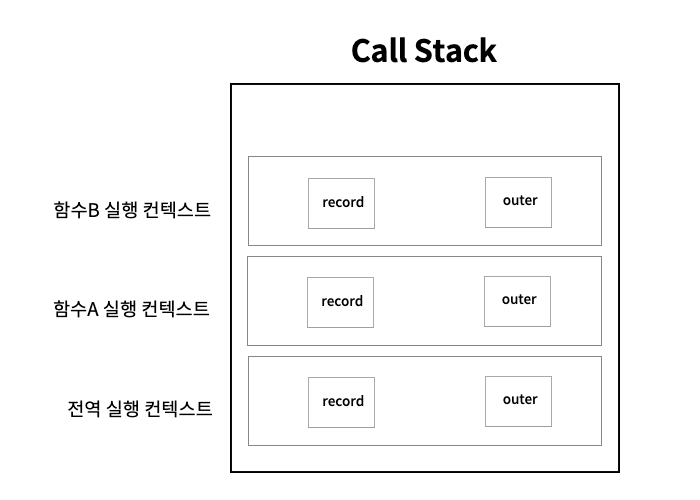 Call Stack
함수B 실행 컨텍스트
record
outer
함수A 실행 컨텍스트
record
outer
전역 실행 컨텍스트
record
outer